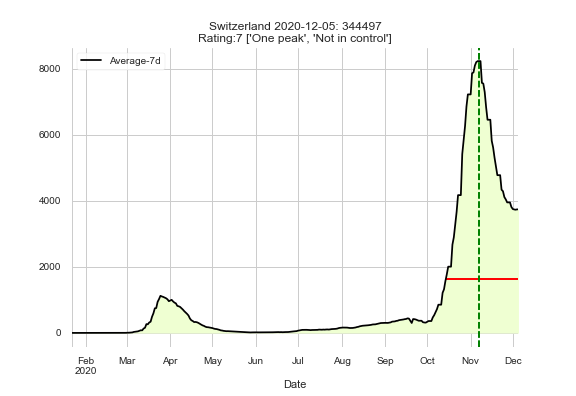 Switzerland 2020-12-05: 344497
Rating:7 ['One peak', 'Not in control']
Average-7d
8000
6000
4000
2000
0
Feb Mar Apr May Jun Jul Aug Sep Oct Nov Dec
2020
Date